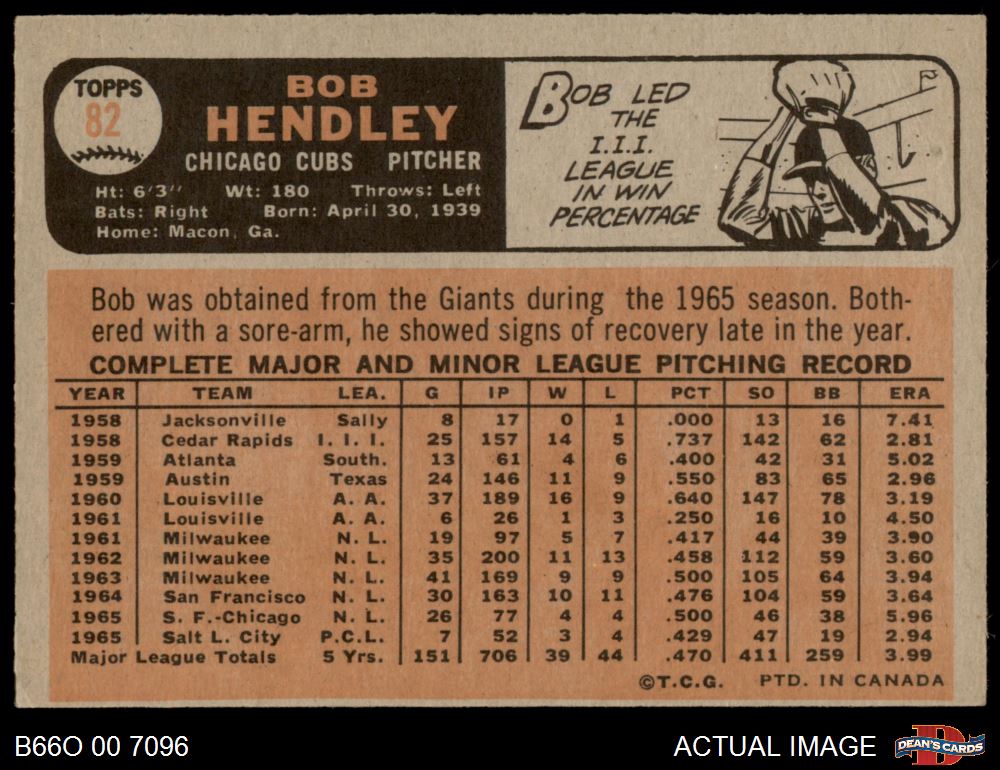 TOPPS
82
BOB
HENDLEY
CHICAGO CUBS PITCHER
Ht: 6'3" Wt: 180 Throws: Left
Bats: Right Born: April 30, 1939
Home: Macon, Ga.
BOB LED
THE
I.I.I.
LEAGUE
IN WIN
PERCENTAGE
Bob was obtained from the Giants during the 1965 season. Both-
ered with a sore-arm, he showed signs of recovery late in the year.
COMPLETE MAJOR AND MINOR LEAGUE PITCHING RECORD
YEAR TEAM LEA. G IP W L PCT SO BB ERA
1958 Jacksonville Sally 8 17 0 1 .000 13 16 7.41
1958 Cedar Rapids I. I. I. 25 157 14 5 .737 142 62 2.81
1959 Atlanta South. 13 61 4 6 .400 42 31 5.02
1959 Austin Texas 24 146 11 9 .550 83 65 2.96
1960 Louisville A. A. 37 189 16 9 .640 147 78 3.19
1961 Louisville A. A. 6 26 1 3 .250 16 10 4.50
1961 Milwaukee N. L. 19 97 5 7 .417 44 39 3.90
1962 Milwaukee N. L. 35 200 11 13 .458 112 59 3.60
1963 Milwaukee N. L. 41 169 9 9 .500 105 64 3.94
1964 San Francisco N. L. 30 163 10 11 .476 104 59 3.64
1965 S. F.-Chicago N. L. 26 77 4 4 .500 46 38 5.96
1965 Salt L. City P.C.L. 7 52 3 4 .429 47 19 2.94
Major League Totals 5 Yrs. 151 706 39 44 .470 411 259 3.99
©T.C.G. PTD. IN CANADA
B66O 00 7096
ACTUAL IMAGE
D
DEAN'S CARDS